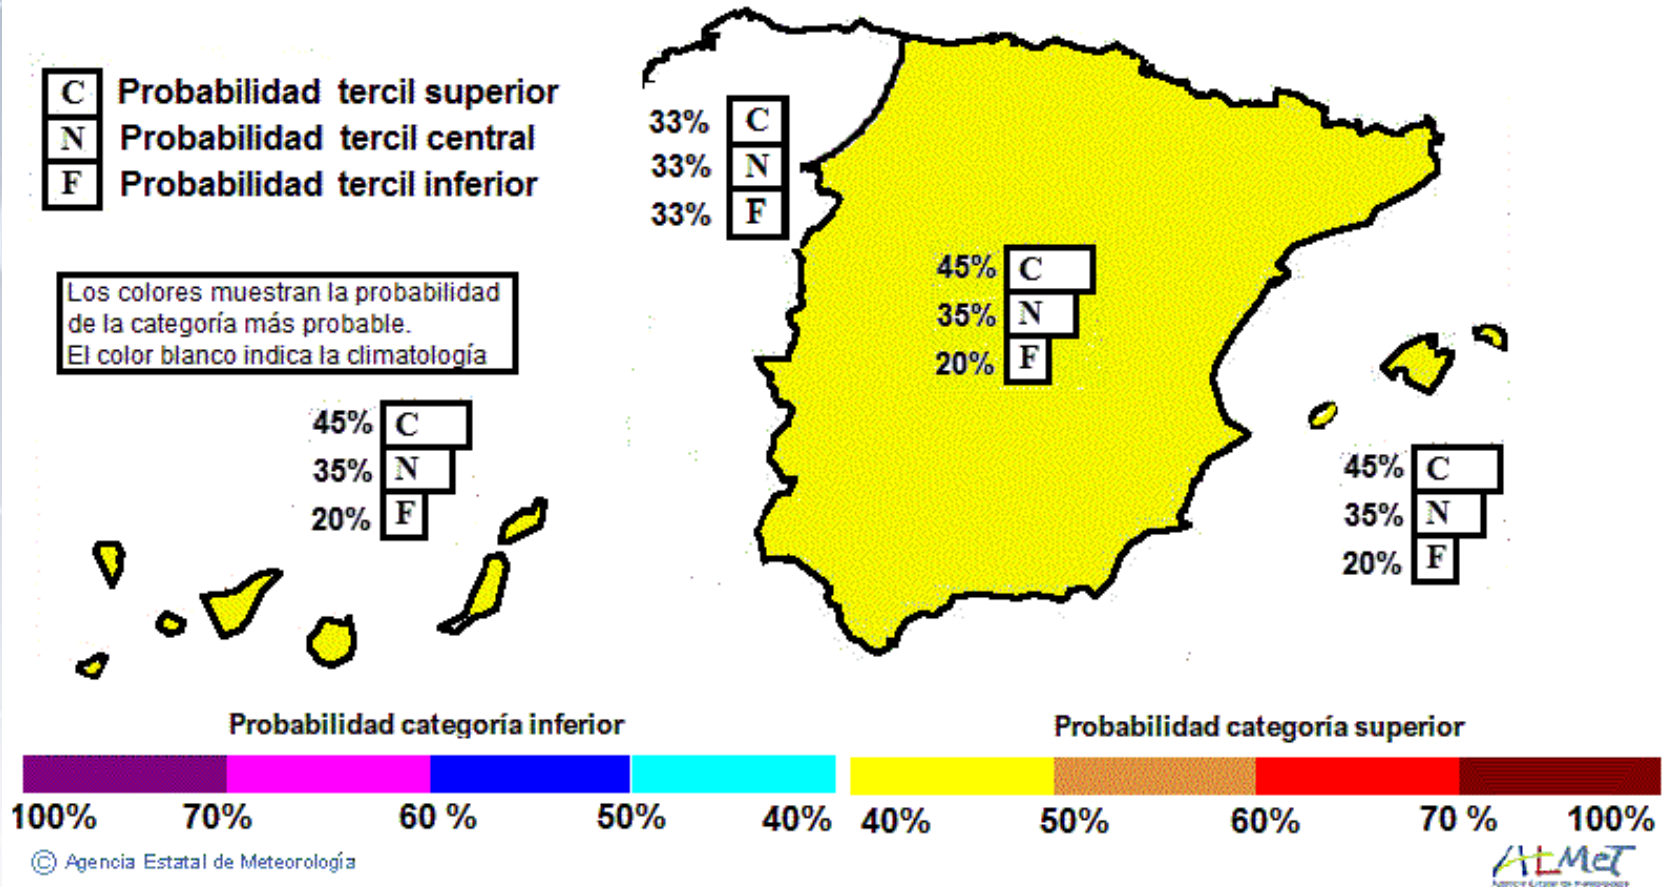 C Probabilidad tercil superior
N Probabilidad tercil central
F Probabilidad tercil inferior
33% C
33% N
33% F
45% C
35% N
20% F
Los colores muestran la probabilidad
de la categoría más probable.
El color blanco indica la climatología
45% C
35% N
20% F
45% C
35% N
20% F
Probabilidad categoría inferior
Probabilidad categoría superior
100% 70% 60 % 50% 40%
40% 50% 60% 70 % 100%
© Agencia Estatal de Meteorología